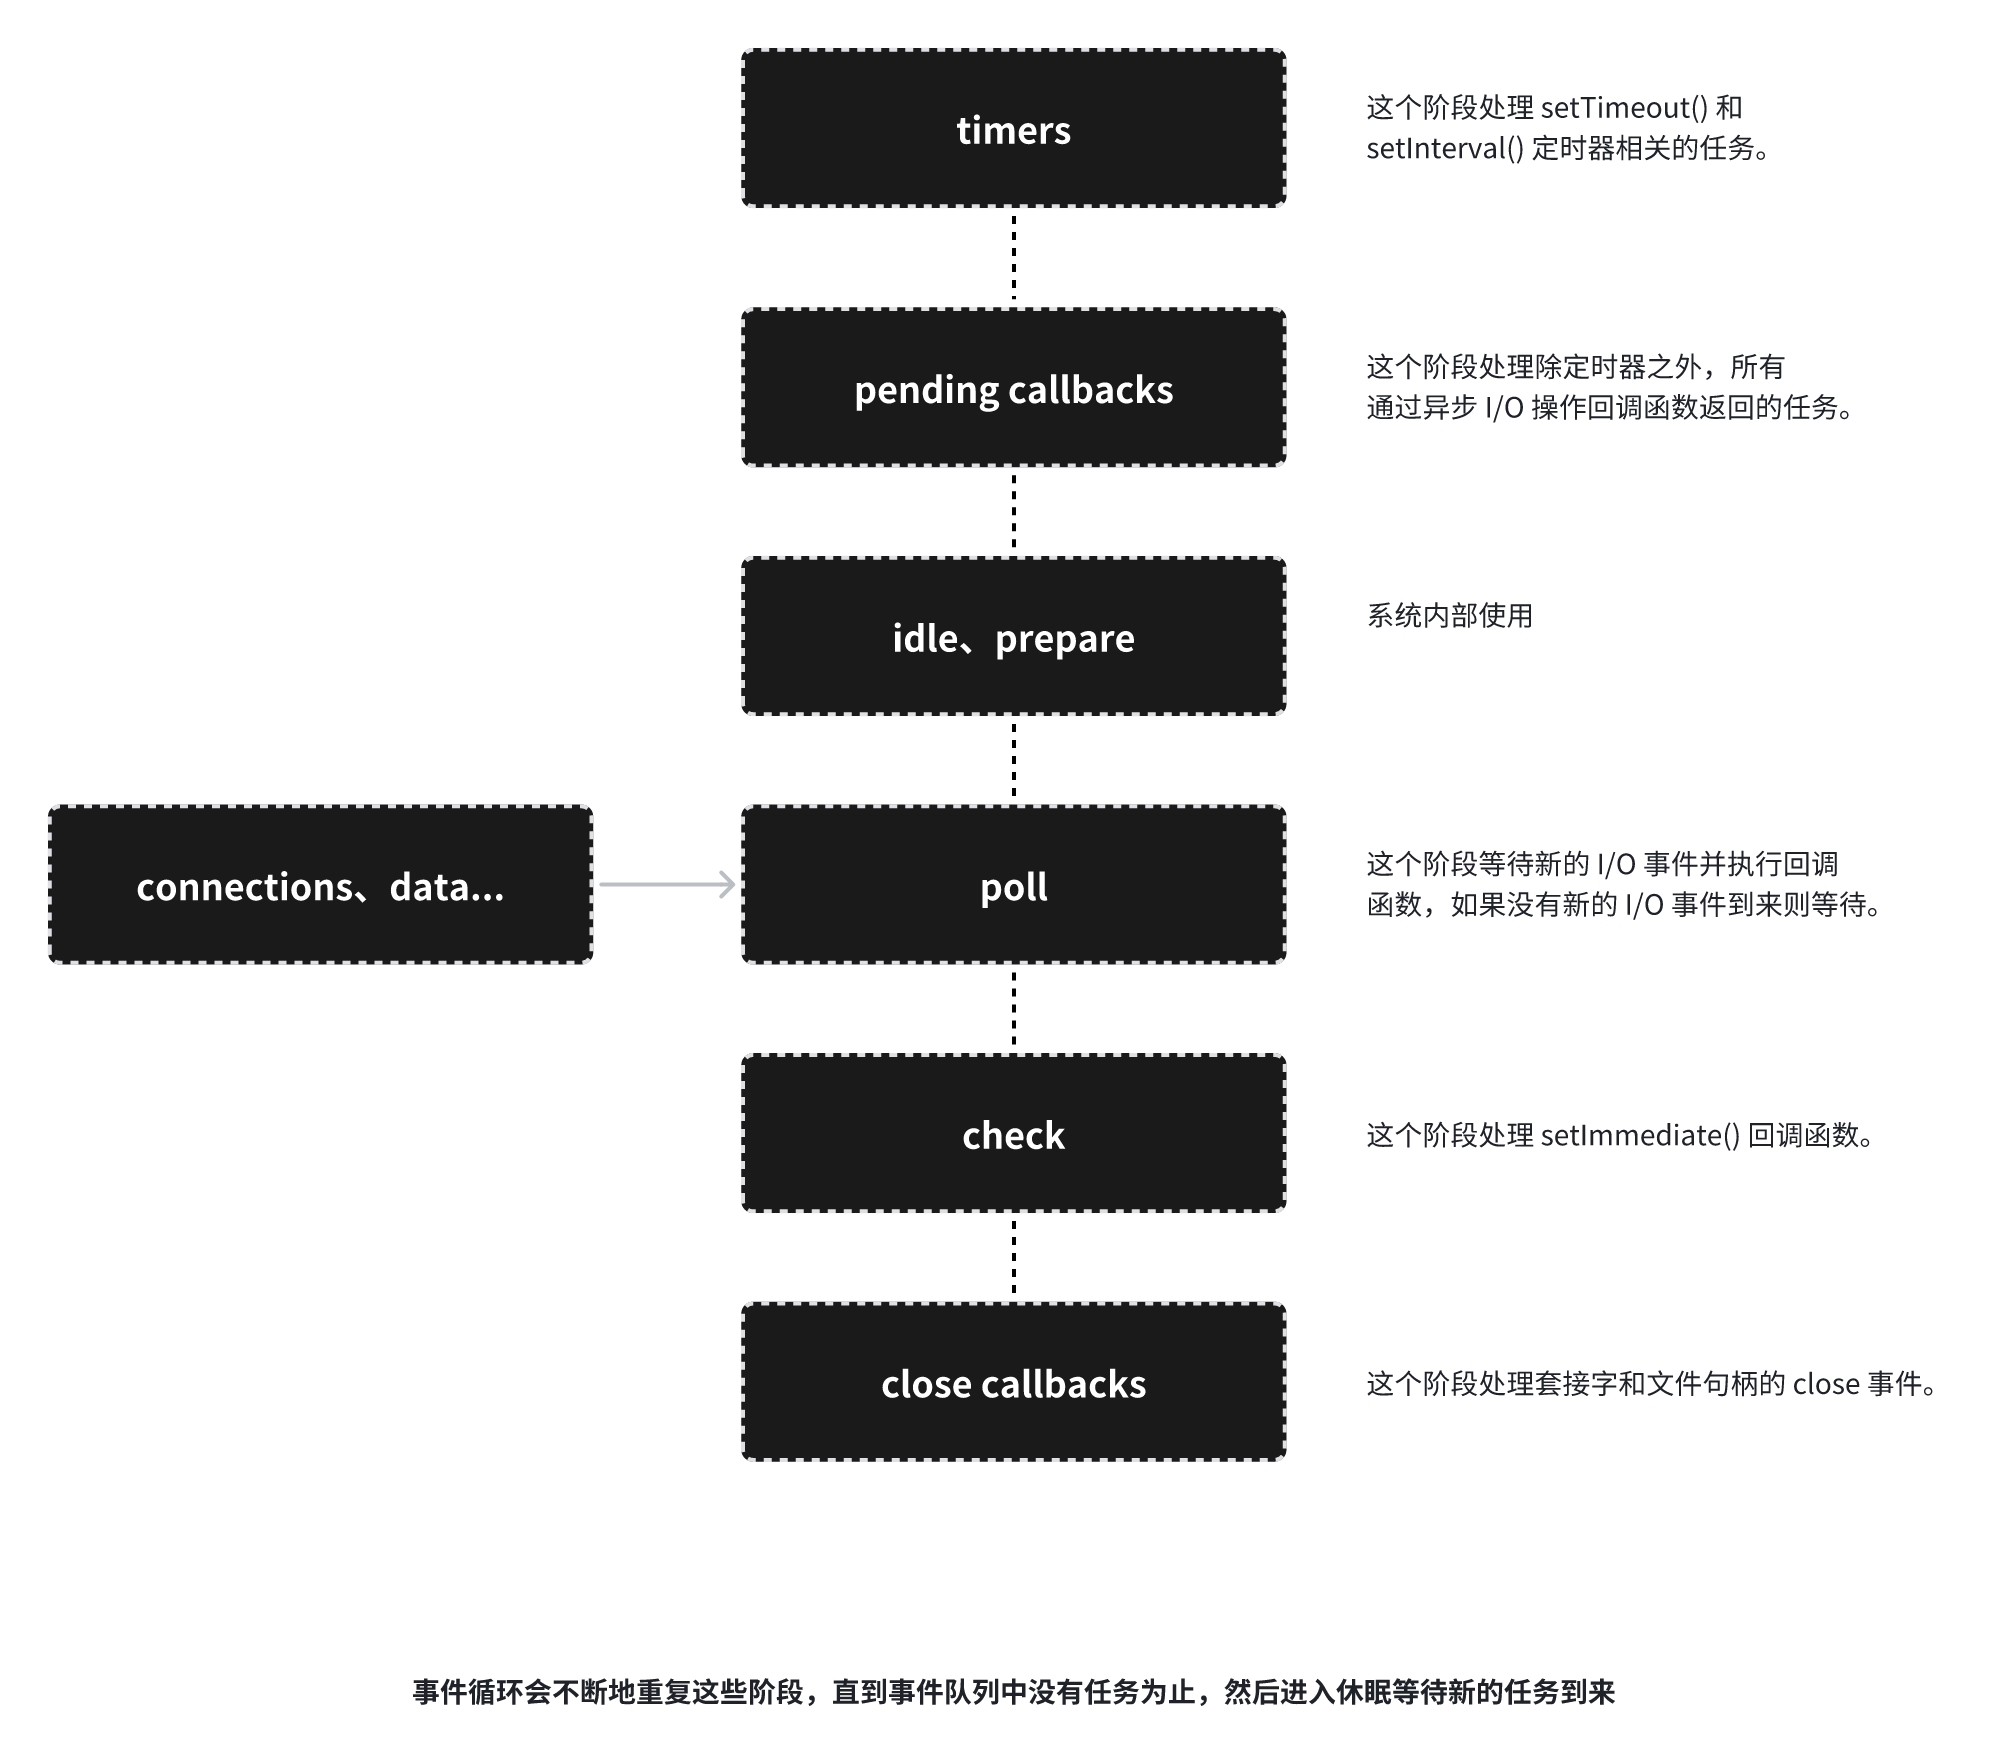 timers
这个阶段处理 setTimeout() 和
setInterval() 定时器相关的任务。
pending callbacks
这个阶段处理除定时器之外，所有
通过异步 I/O 操作回调函数返回的任务。
idle、prepare
系统内部使用
connections、data...
poll
这个阶段等待新的 I/O 事件并执行回调
函数，如果没有新的 I/O 事件到来则等待。
check
这个阶段处理 setImmediate() 回调函数。
close callbacks
这个阶段处理套接字和文件句柄的 close 事件。
事件循环会不断地重复这些阶段，直到事件队列中没有任务为止，然后进入休眠等待新的任务到来